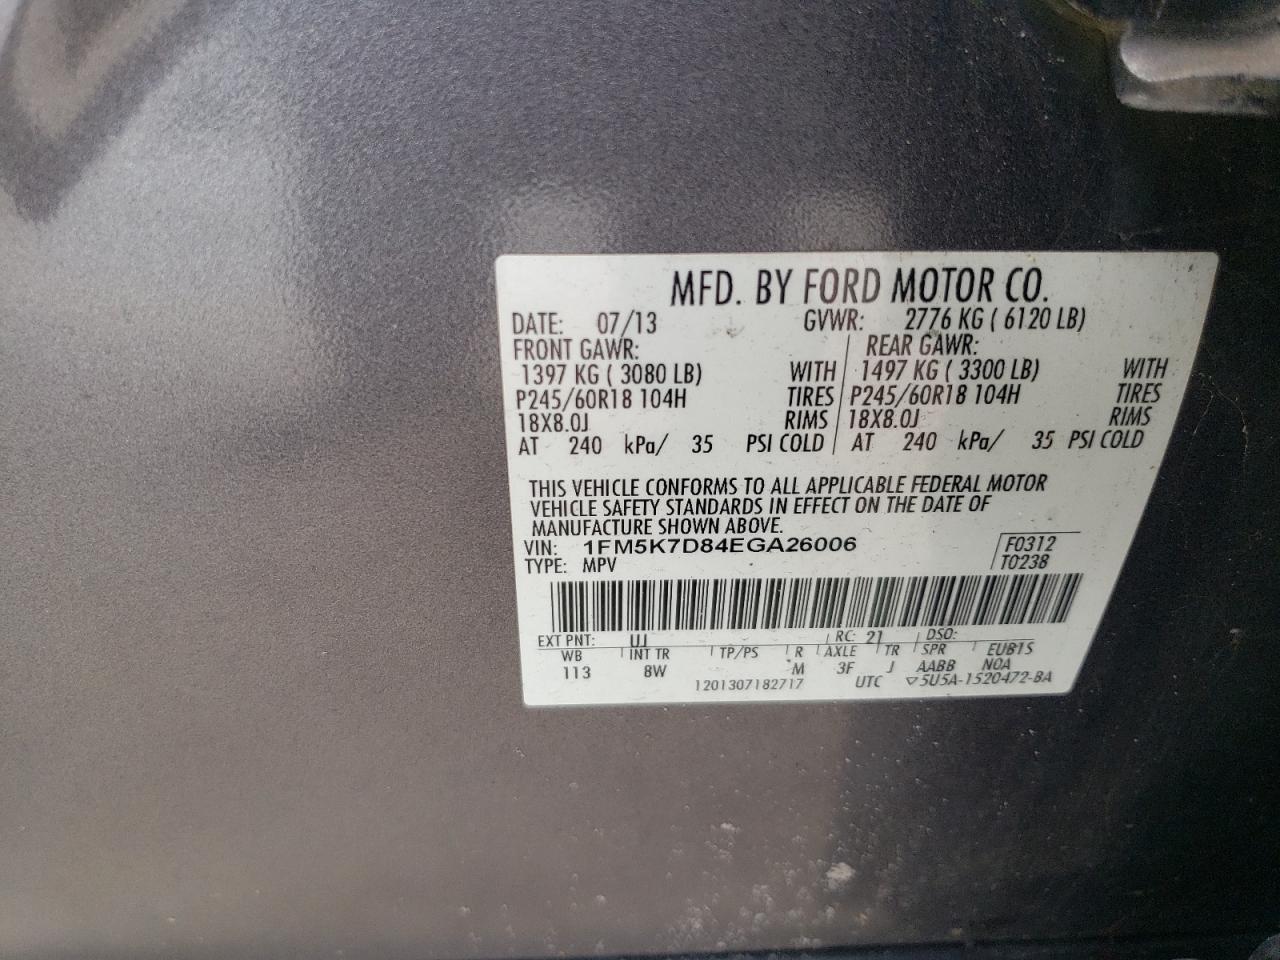 MFD. BY FORD MOTOR CO.
DATE: 07/13 GVWR: 2776 KG ( 6120 LB)
FRONT GAWR: REAR GAWR:
1397 KG ( 3080 LB) WITH 1497 KG ( 3300 LB) WITH
P245/60R18 104H TIRES P245/60R18 104H TIRES
18X8.0J RIMS 18X8.0J RIMS
AT 240 kPa/ 35 PSI COLD AT 240 kPa/ 35 PSI COLD
THIS VEHICLE CONFORMS TO ALL APPLICABLE FEDERAL MOTOR
VEHICLE SAFETY STANDARDS IN EFFECT ON THE DATE OF
MANUFACTURE SHOWN ABOVE.
VIN: 1FM5K7D84EGA26006 F0312
TYPE: MPV T0238
EXT PNT: UJ RC: 21 DSO:
WB INT TR TP/PS R AXLE TR SPR EUB1S
113 8W M 3F J AABB NOA
1201307182717 UTC ▽5U5A-1520472-BA